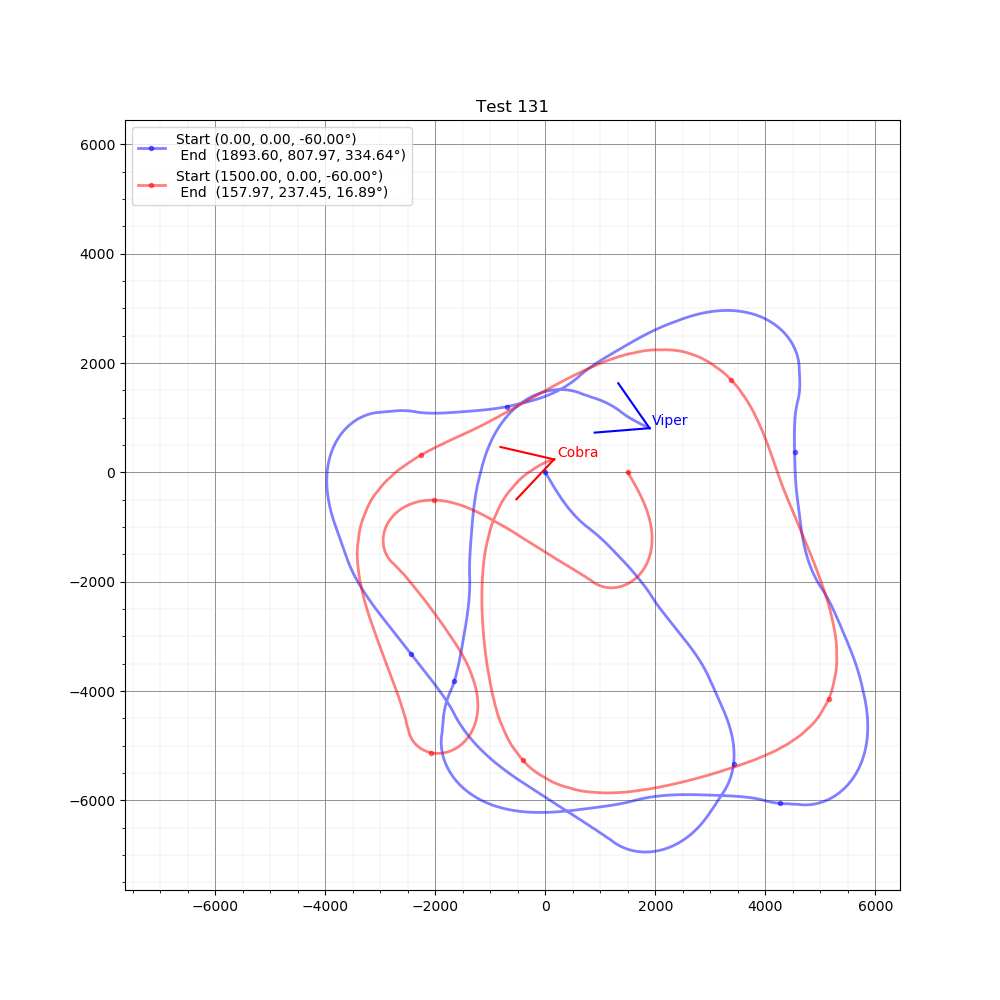 Test 131
Start (0.00, 0.00, -60.00°)
End  (1893.60, 807.97, 334.64°)
Start (1500.00, 0.00, -60.00°)
End  (157.97, 237.45, 16.89°)
6000
4000
2000
0
−2000
−4000
−6000
Viper
Cobra
−6000
−4000
−2000
0
2000
4000
6000